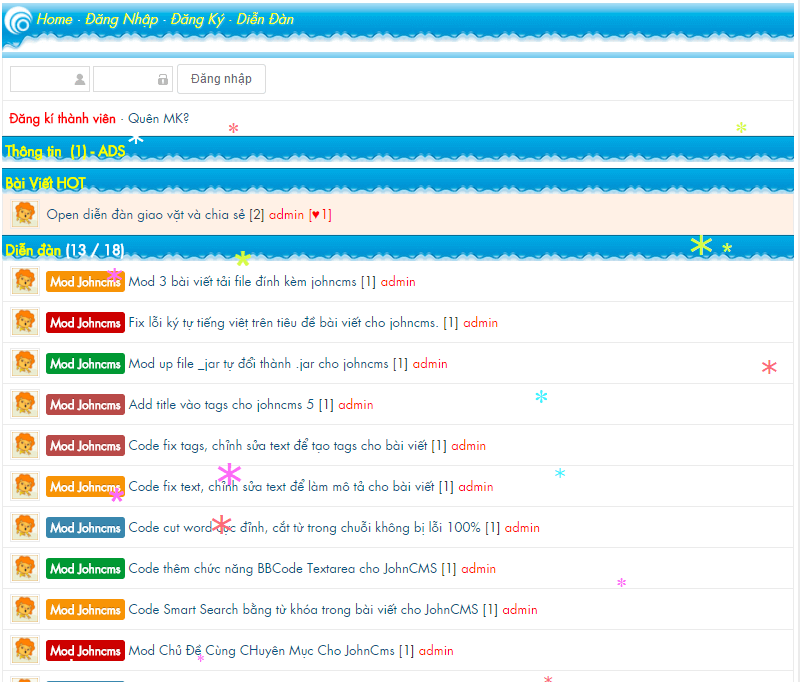 Home · Đăng Nhập · Đăng Ký · Diễn Đàn
Đăng nhập
Đăng kí thành viên · Quên MK?
Thông tin (1) - ADS
Bài Viết HOT
Open diễn đàn giao vặt và chia sẻ [2] admin [♥1]
Diễn đàn (13 / 18)
Mod Johncms Mod 3 bài viết tải file đính kèm johncms [1] admin
Mod Johncms Fix lỗi ký tự tiếng việt trên tiêu đề bài viết cho johncms. [1] admin
Mod Johncms Mod up file _jar tự đổi thành .jar cho johncms [1] admin
Mod Johncms Add title vào tags cho johncms 5 [1] admin
Mod Johncms Code fix tags, chỉnh sửa text để tạo tags cho bài viết [1] admin
Mod Johncms Code fix text, chỉnh sửa text để làm mô tả cho bài viết [1] admin
Mod Johncms Code cut word cực đỉnh, cắt từ trong chuỗi không bị lỗi 100% [1] admin
Mod Johncms Code thêm chức năng BBCode Textarea cho JohnCMS [1] admin
Mod Johncms Code Smart Search bằng từ khóa trong bài viết cho JohnCMS [1] admin
Mod Johncms Mod Chủ Đề Cùng CHuyên Mục Cho JohnCms [1] admin